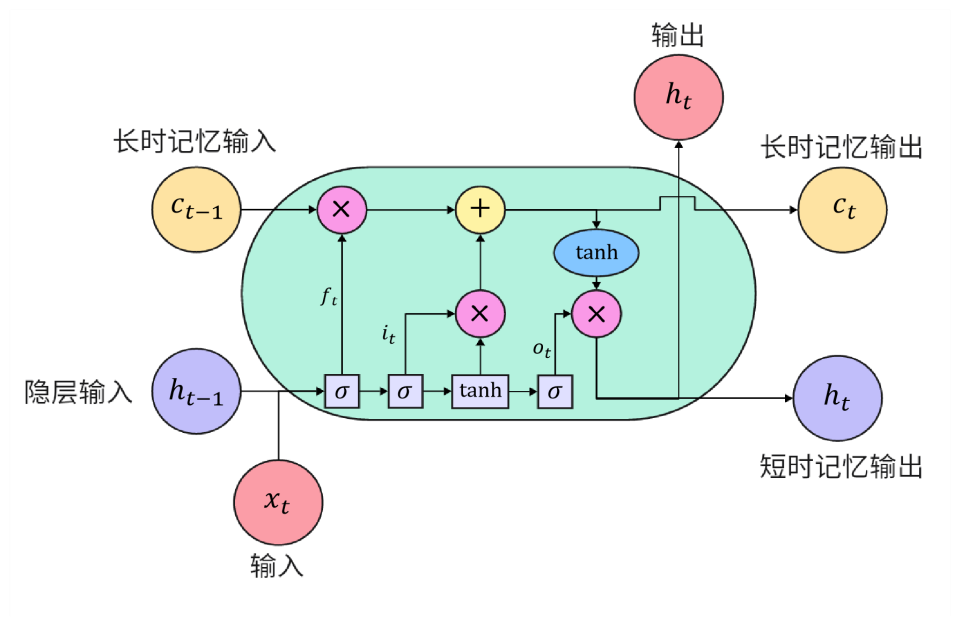 输出
h_t
长时记忆输入
长时记忆输出
c_{t-1}
×
+
c_t
tanh
f_t
×
×
i_t
o_t
隐层输入
h_{t-1}
σ
σ
tanh
σ
h_t
短时记忆输出
x_t
输入